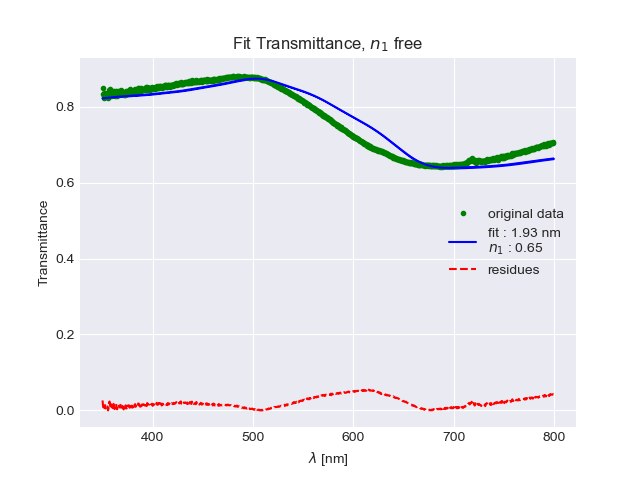 Fit Transmittance, n₁ free
Transmittance
0.8
0.6
0.4
0.2
0.0
original data
fit : 1.93 nm
n₁ : 0.65
residues
400 500 600 700 800
λ [nm]